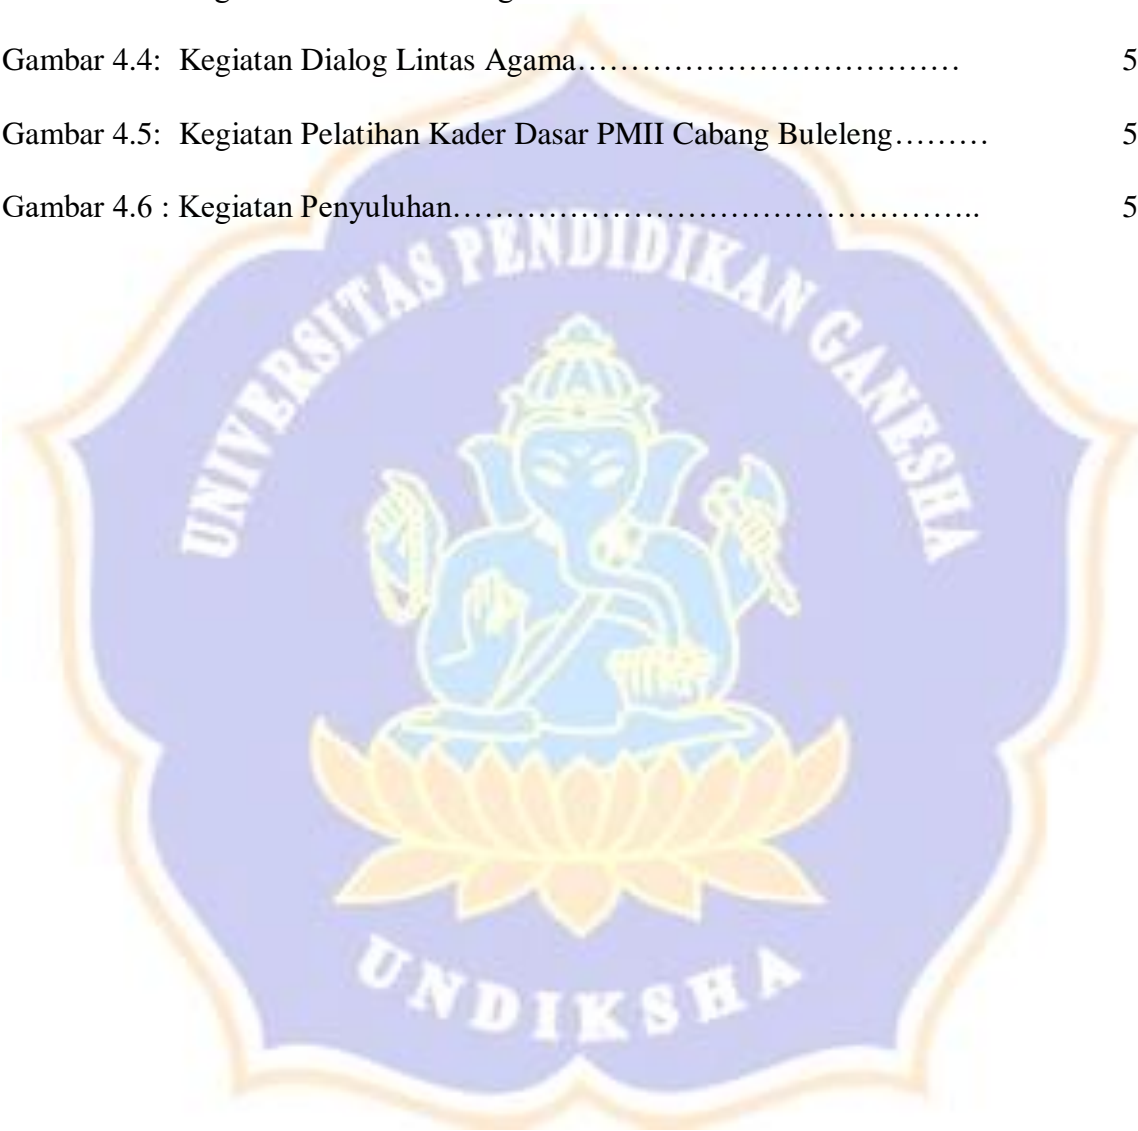 Gambar 4.4: Kegiatan Dialog Lintas Agama……………………………… 5
Gambar 4.5: Kegiatan Pelatihan Kader Dasar PMII Cabang Buleleng……… 5
Gambar 4.6 : Kegiatan Penyuluhan………………………………………….. 5
UNIVERSITAS PENDIDIKAN GANESHA
UNDIKSHA